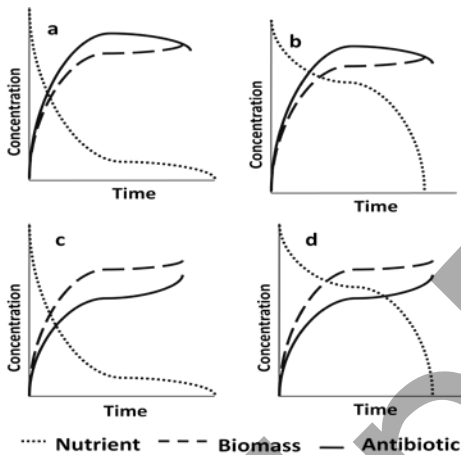 a
Concentration
Time
b
Concentration
Time
c
Concentration
Time
d
Concentration
Time
Nutrient Biomass Antibiotic